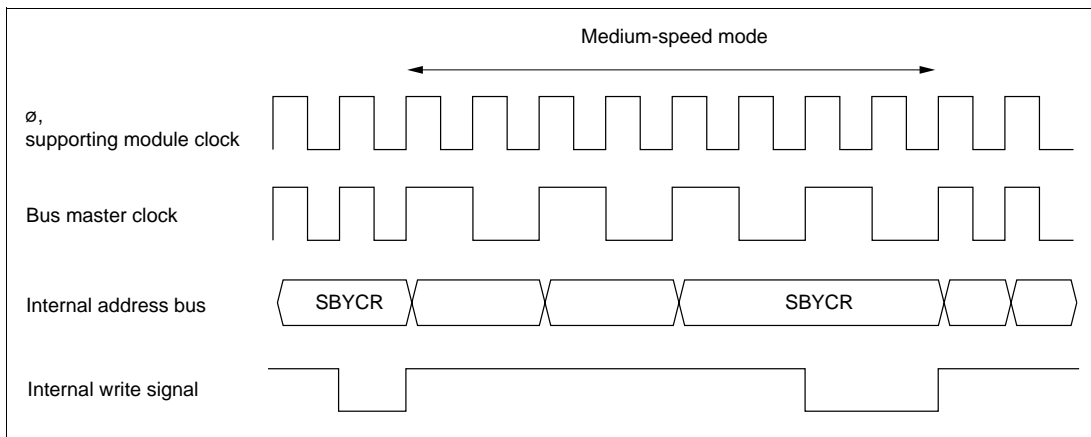 Medium-speed mode
ø,
supporting module clock
Bus master clock
Internal address bus
SBYCR
SBYCR
Internal write signal